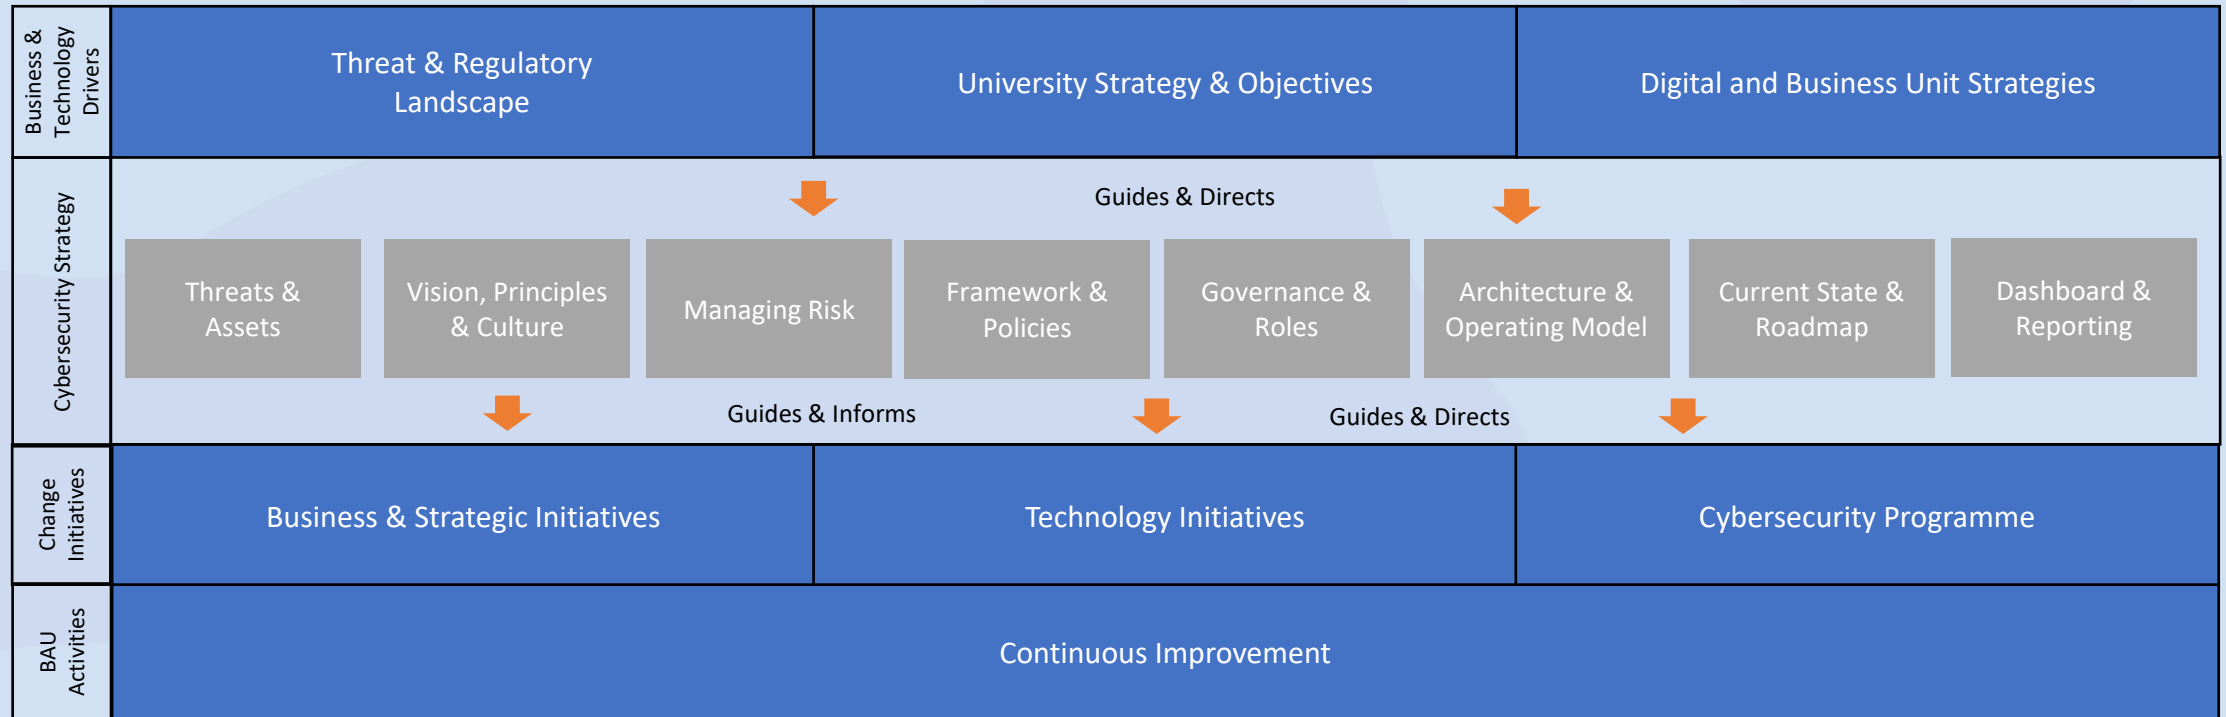 Business &
Technology
Drivers
Threat & Regulatory
Landscape
University Strategy & Objectives
Digital and Business Unit Strategies
Cybersecurity Strategy
Guides & Directs
Threats &
Assets
Vision, Principles
& Culture
Managing Risk
Framework &
Policies
Governance &
Roles
Architecture &
Operating Model
Current State &
Roadmap
Dashboard &
Reporting
Guides & Informs
Guides & Directs
Change
Initiatives
Business & Strategic Initiatives
Technology Initiatives
Cybersecurity Programme
BAU
Activities
Continuous Improvement